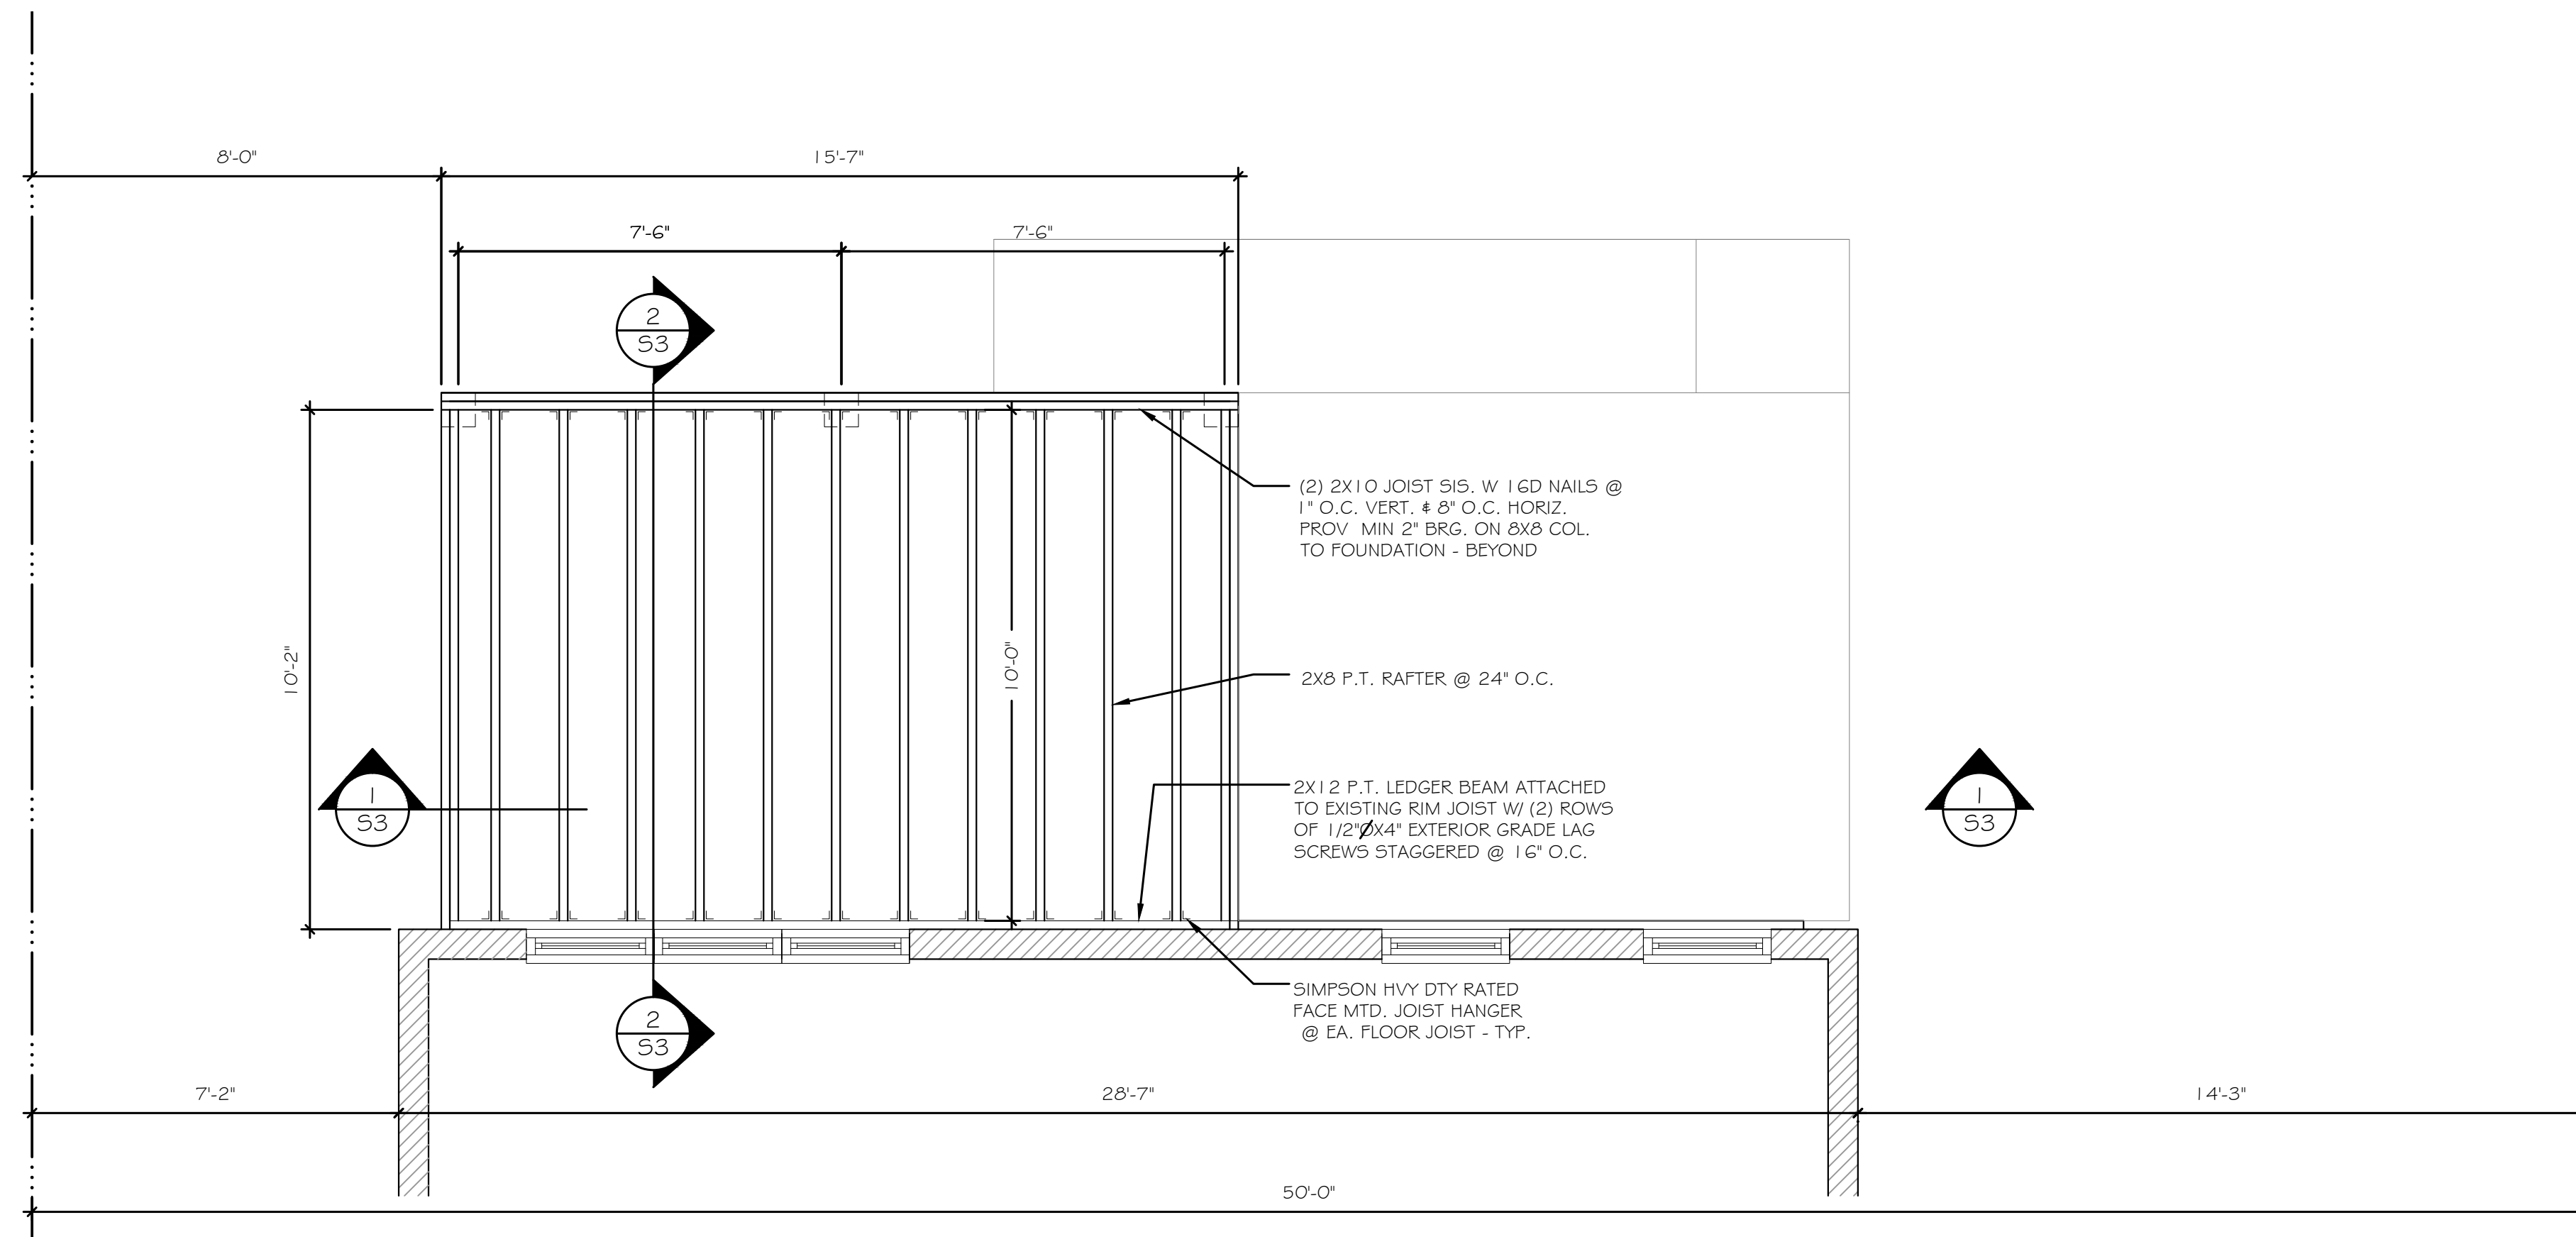 8'-0"
15'-7"
7'-6"
7'-6"
2
S3
(2) 2X10 JOIST SIS. W 16D NAILS @
1" O.C. VERT. & 8" O.C. HORIZ.
PROV MIN 2" BRG. ON 8X8 COL.
TO FOUNDATION - BEYOND
10'-2"
10'-0"
2X8 P.T. RAFTER @ 24" O.C.
1
S3
2X12 P.T. LEDGER BEAM ATTACHED
TO EXISTING RIM JOIST W/ (2) ROWS
OF 1/2"ØX4" EXTERIOR GRADE LAG
SCREWS STAGGERED @ 16" O.C.
1
S3
2
S3
SIMPSON HVY DTY RATED
FACE MTD. JOIST HANGER
@ EA. FLOOR JOIST - TYP.
7'-2"
28'-7"
14'-3"
50'-0"